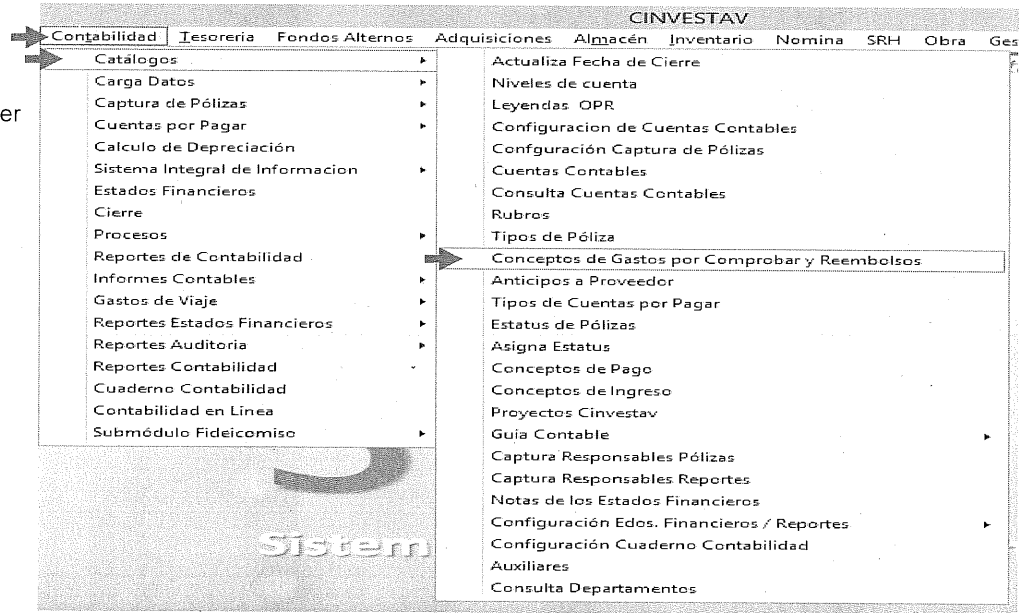 CINVESTAV
Contabilidad Tesoreria Fondos Alternos Adquisiciones Almacén Inventario Nomina SRH Obra Ges
er
Catálogos
Carga Datos
Captura de Pólizas
Cuentas por Pagar
Calculo de Depreciación
Sistema Integral de Informacion
Estados Financieros
Cierre
Procesos
Reportes de Contabilidad
Informes Contables
Gastos de Viaje
Reportes Estados Financieros
Reportes Auditoria
Reportes Contabilidad
Cuaderno Contabilidad
Contabilidad en Linea
Submódulo Fideicomiso
Actualiza Fecha de Cierre
Niveles de cuenta
Leyendas OPR
Configuracion de Cuentas Contables
Confguración Captura de Pólizas
Cuentas Contables
Consulta Cuentas Contables
Rubros
Tipos de Póliza
Conceptos de Gastos por Comprobar y Reembolsos
Anticipos a Proveedor
Tipos de Cuentas por Pagar
Estatus de Pólizas
Asigna Estatus
Conceptos de Pago
Conceptos de Ingreso
Proyectos Cinvestav
Guia Contable
Captura Responsables Pólizas
Captura Responsables Reportes
Notas de los Estados Financieros
Configuración Edos. Financieros / Reportes
Configuración Cuaderno Contabilidad
Auxiliares
Consulta Departamentos
S
Sistem